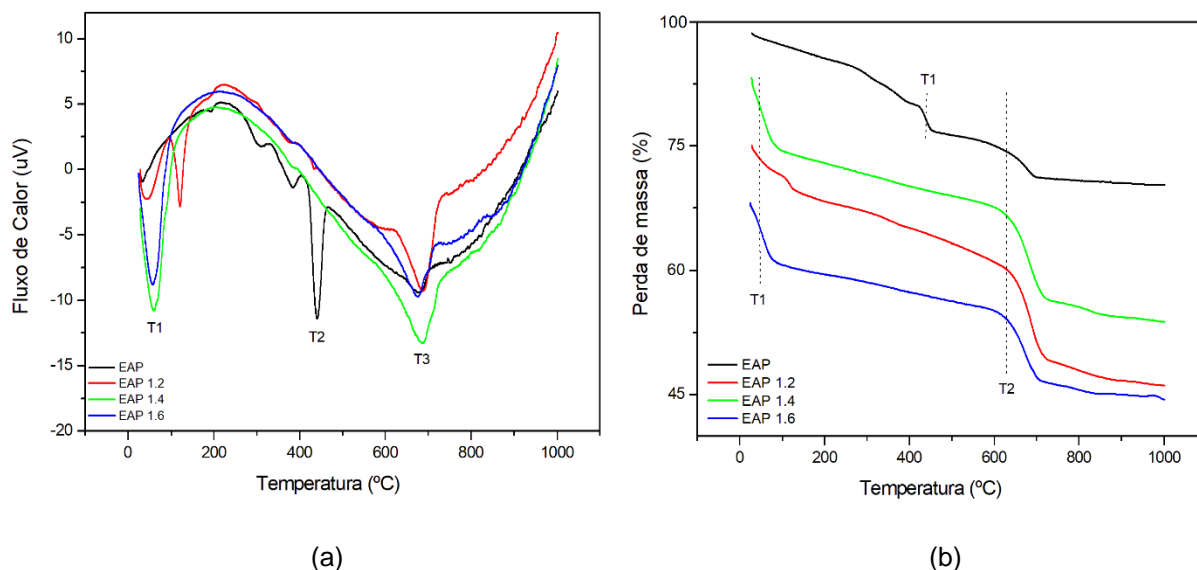 10
5
0
-5
-10
-15
-20
Fluxo de Calor (uV)
T1
T2
T3
EAP
EAP 1.2
EAP 1.4
EAP 1.6
0
200
400
600
800
1000
Temperatura (ºC)
(a)
100
75
60
45
Perda de massa (%)
T1
T1
T2
EAP
EAP 1.2
EAP 1.4
EAP 1.6
0
200
400
600
800
1000
Temperatura (ºC)
(b)